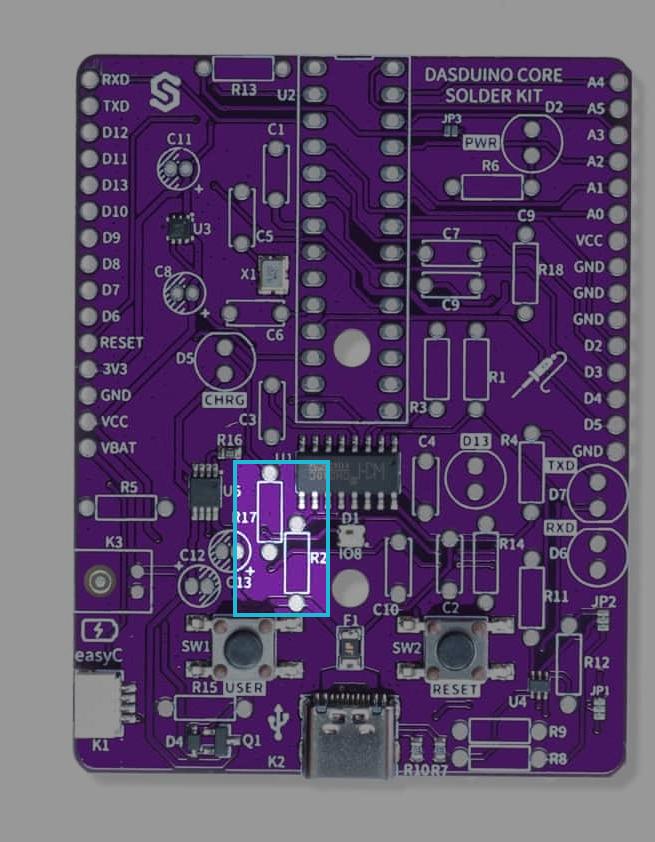 RXD
TXD
D12
D11
D13
D10
D9
D8
D7
D6
RESET
3V3
GND
VCC
VBAT
R13
U2
DASDUINO CORE
SOLDER KIT
JP3
D2
PWR
R6
C11
C1
U3
C5
X1
C8
C6
C7
C9
C9
R18
D5
CHRG
C3
R3
R1
A4
A5
A3
A2
A1
A0
VCC
GND
GND
GND
D2
D3
D4
D5
GND
R16
U1
C4
D13
R4
TXD
D7
RXD
D6
R5
U5
R17
D1
IO8
R2
R14
K3
C12
C13
C10
C2
R11
JP2
easyC
SW1
F1
SW2
R12
R15
USER
RESET
U4
JP1
K1
D4
Q1
K2
R10
R7
R9
R8